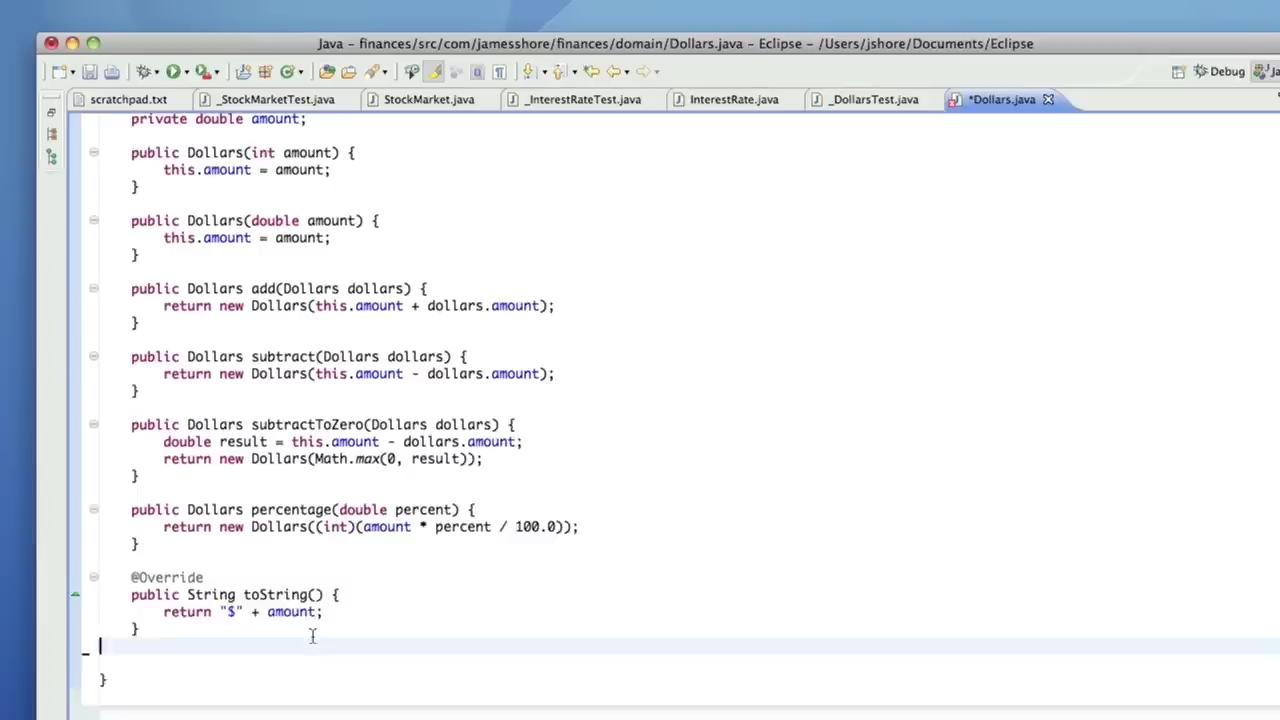 Java – finances/src/com/jamesshore/finances/domain/Dollars.java – Eclipse – /Users/jshore/Documents/Eclipse
Debug
scratchpad.txt _StockMarketTest.java StockMarket.java _InterestRateTest.java InterestRate.java _DollarsTest.java *Dollars.java
private double amount;
public Dollars(int amount) {
this.amount = amount;
}
public Dollars(double amount) {
this.amount = amount;
}
public Dollars add(Dollars dollars) {
return new Dollars(this.amount + dollars.amount);
}
public Dollars subtract(Dollars dollars) {
return new Dollars(this.amount - dollars.amount);
}
public Dollars subtractToZero(Dollars dollars) {
double result = this.amount - dollars.amount;
return new Dollars(Math.max(0, result));
}
public Dollars percentage(double percent) {
return new Dollars((int)(amount * percent / 100.0));
}
@Override
public String toString() {
return "$" + amount;
}
}